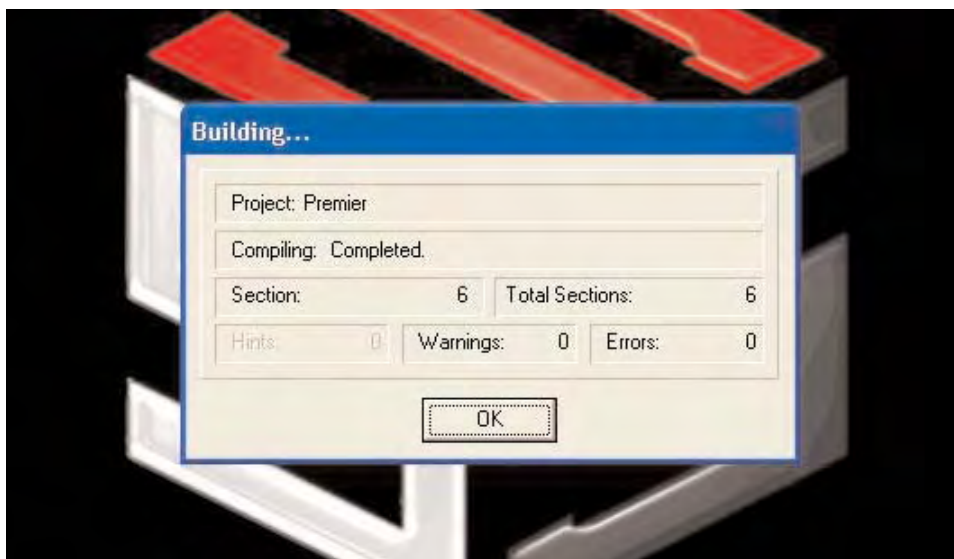 Building...
Project: Premier
Compiling: Completed.
Section: 6 Total Sections: 6
Hints: 0 Warnings: 0 Errors: 0
OK